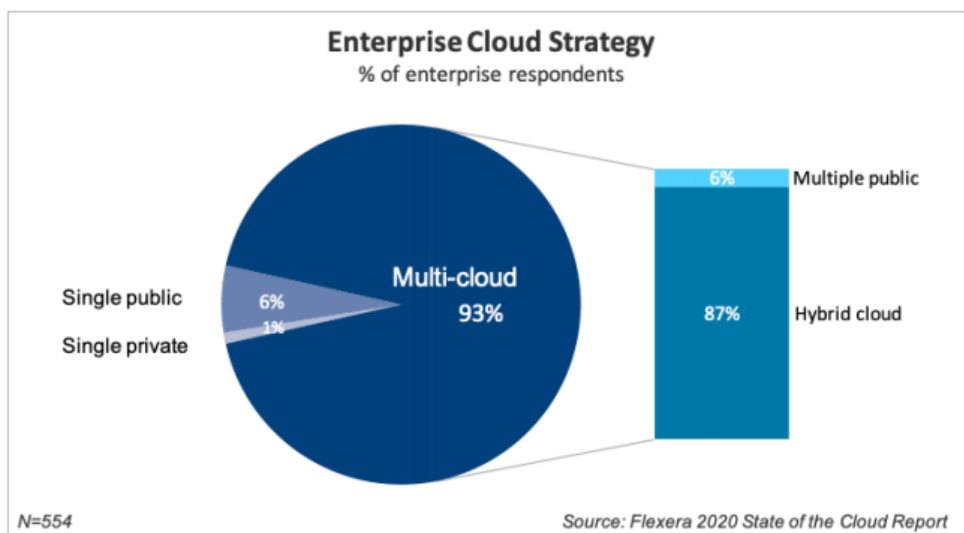 Enterprise Cloud Strategy
% of enterprise respondents
6%
Multiple public
Multi-cloud
93%
Single public
6%
87%
Hybrid cloud
1%
Single private
N=554
Source: Flexera 2020 State of the Cloud Report